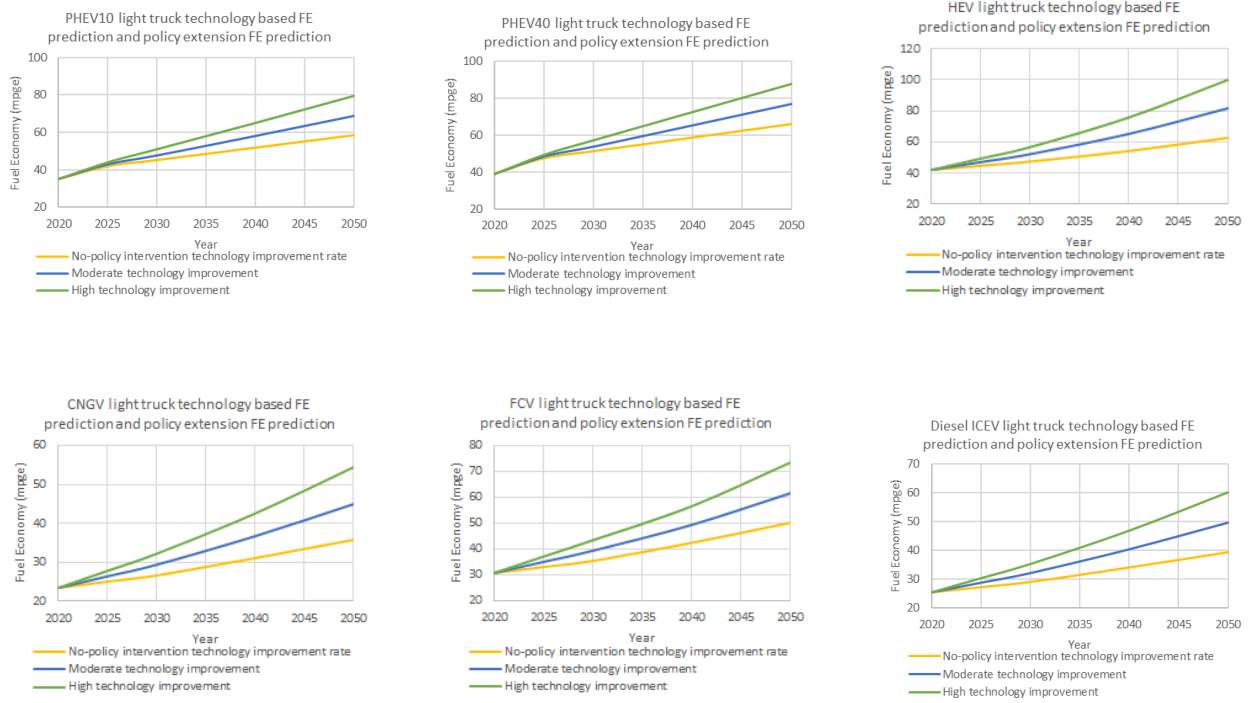 PHEV10 light truck technology based FE
prediction and policy extension FE prediction
100
80
60
40
20
Fuel Economy (mpge)
2020 2025 2030 2035 2040 2045 2050
Year
No-policy intervention technology improvement rate
Moderate technology improvement
High technology improvement
PHEV40 light truck technology based FE
prediction and policy extension FE prediction
100
80
60
40
20
Fuel Economy (mpge)
2020 2025 2030 2035 2040 2045 2050
Year
No-policy intervention technology improvement rate
Moderate technology improvement
High technology improvement
HEV light truck technology based FE
prediction and policy extension FE prediction
120
100
80
60
40
20
Fuel Economy (mpge)
2020 2025 2030 2035 2040 2045 2050
Year
No-policy intervention technology improvement rate
Moderate technology improvement
High technology improvement
CNGV light truck technology based FE
prediction and policy extension FE prediction
60
50
40
30
20
Fuel Economy (mpge)
2020 2025 2030 2035 2040 2045 2050
Year
No-policy intervention technology improvement rate
Moderate technology improvement
High technology improvement
FCV light truck technology based FE
prediction and policy extension FE prediction
80
70
60
50
40
30
20
Fuel Economy (mpge)
2020 2025 2030 2035 2040 2045 2050
Year
No-policy intervention technology improvement rate
Moderate technology improvement
High technology improvement
Diesel ICEV light truck technology based FE
prediction and policy extension FE prediction
70
60
50
40
30
20
Fuel Economy (mpge)
2020 2025 2030 2035 2040 2045 2050
Year
No-policy intervention technology improvement rate
Moderate technology improvement
High technology improvement